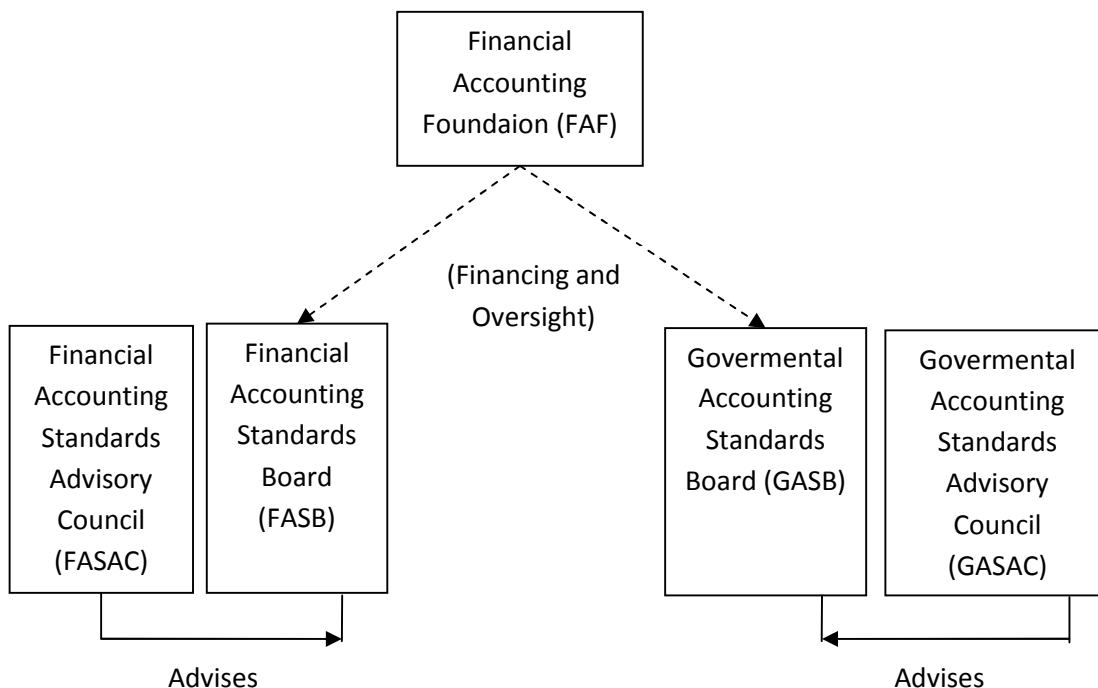 Financial
Accounting
Foundaion (FAF)
(Financing and
Oversight)
Financial
Accounting
Standards
Advisory
Council
(FASAC)
Financial
Accounting
Standards
Board
(FASB)
Govermental
Accounting
Standards
Board (GASB)
Govermental
Accounting
Standards
Advisory
Council
(GASAC)
Advises
Advises